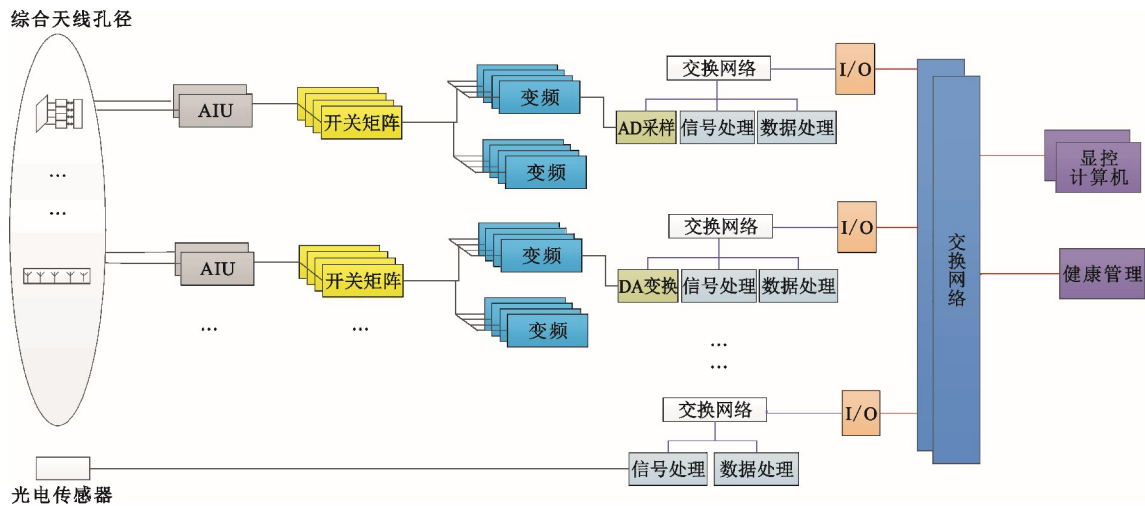 综合天线孔径
…
…
AIU
开关矩阵
变频
变频
交换网络
AD采样
信号处理
数据处理
I/O
AIU
开关矩阵
变频
变频
…
…
交换网络
DA变换
信号处理
数据处理
I/O
…
…
交换网络
信号处理
数据处理
I/O
交换网络
显控
计算机
健康管理
光电传感器